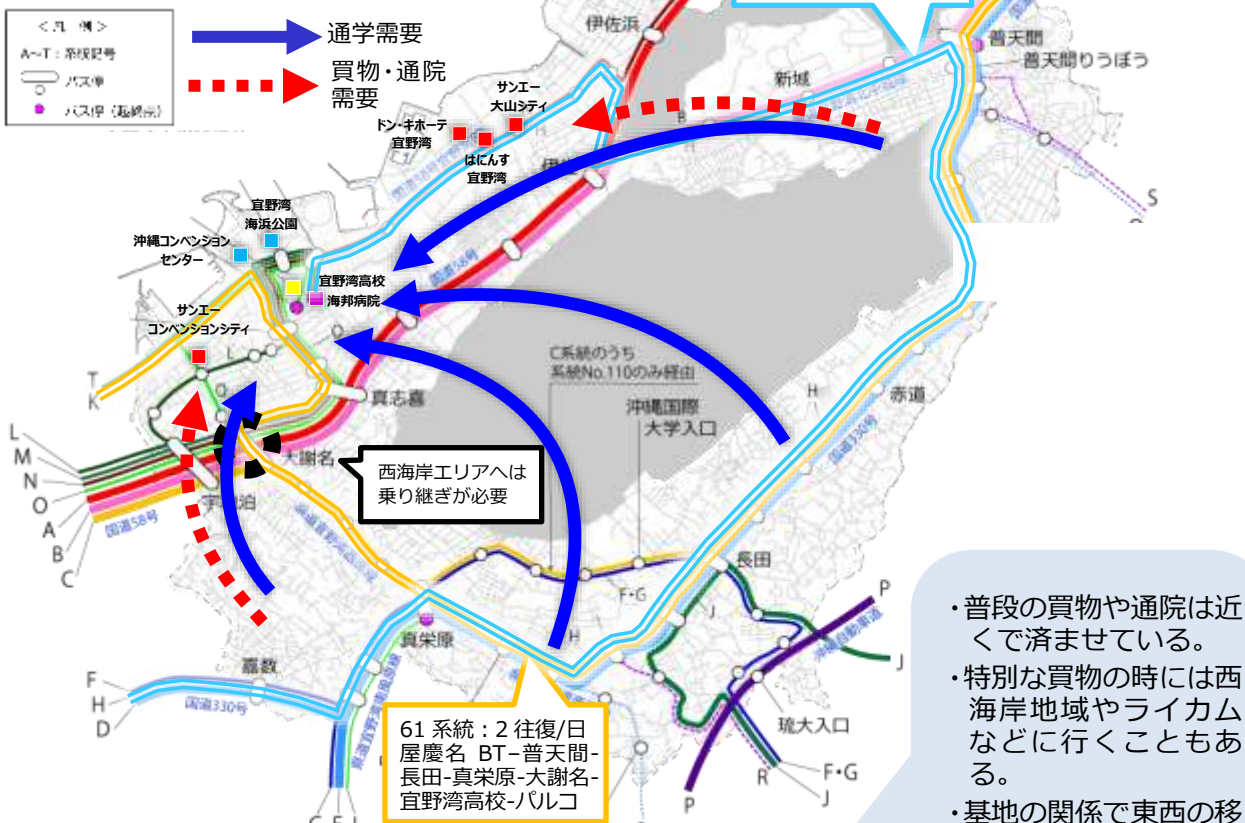 <凡 例>
A～T：系統記号
バス停
バス停（起終点）
通学需要
買物・通院
需要
伊佐浜
普天間
普天間りうぼう
新城
サンエー
大山シティ
ドン・キホーテ
宜野湾
はにんす
宜野湾
国道58号
S
宜野湾
海浜公園
沖縄コンベンション
センター
宜野湾高校
海邦病院
サンエー
コンベンションシティ
C系統のうち
系統No.110のみ経由
沖縄国際
大学入口
H
赤道
国道330号
T
K
L
真志喜
大謝名
西海岸エリアへは
乗り継ぎが必要
L
M
N
O
A
B
C
国道58号
長田
F・G
J
P
H
真栄原
嘉数
F
H
D
国道330号
琉大入口
J
R
F・G
J
P
61 系統：2 往復/日
屋慶名 BT−普天間-
長田-真栄原-大謝名-
宜野湾高校-パルコ
・普段の買物や通院は近
くで済ませている。
・特別な買物の時には西
海岸地域やライカム
などに行くこともあ
る。
・基地の関係で東西の移